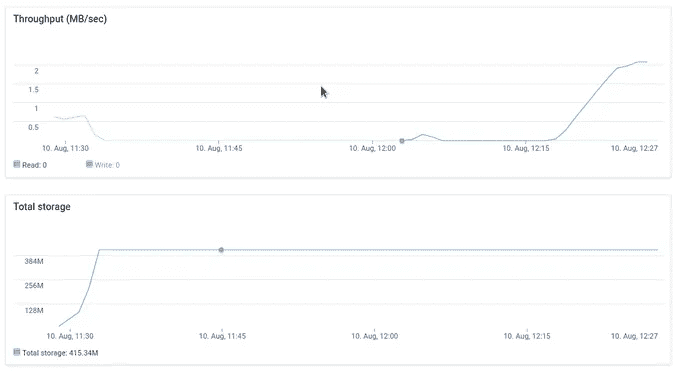 Throughput (MB/sec)
2
1.5
1
0.5
10. Aug, 11:30 10. Aug, 11:45 10. Aug, 12:00 10. Aug, 12:15 10. Aug, 12:27
Read: 0 Write: 0
Total storage
384M
256M
128M
10. Aug, 11:30 10. Aug, 11:45 10. Aug, 12:00 10. Aug, 12:15 10. Aug, 12:27
Total storage: 415.34M